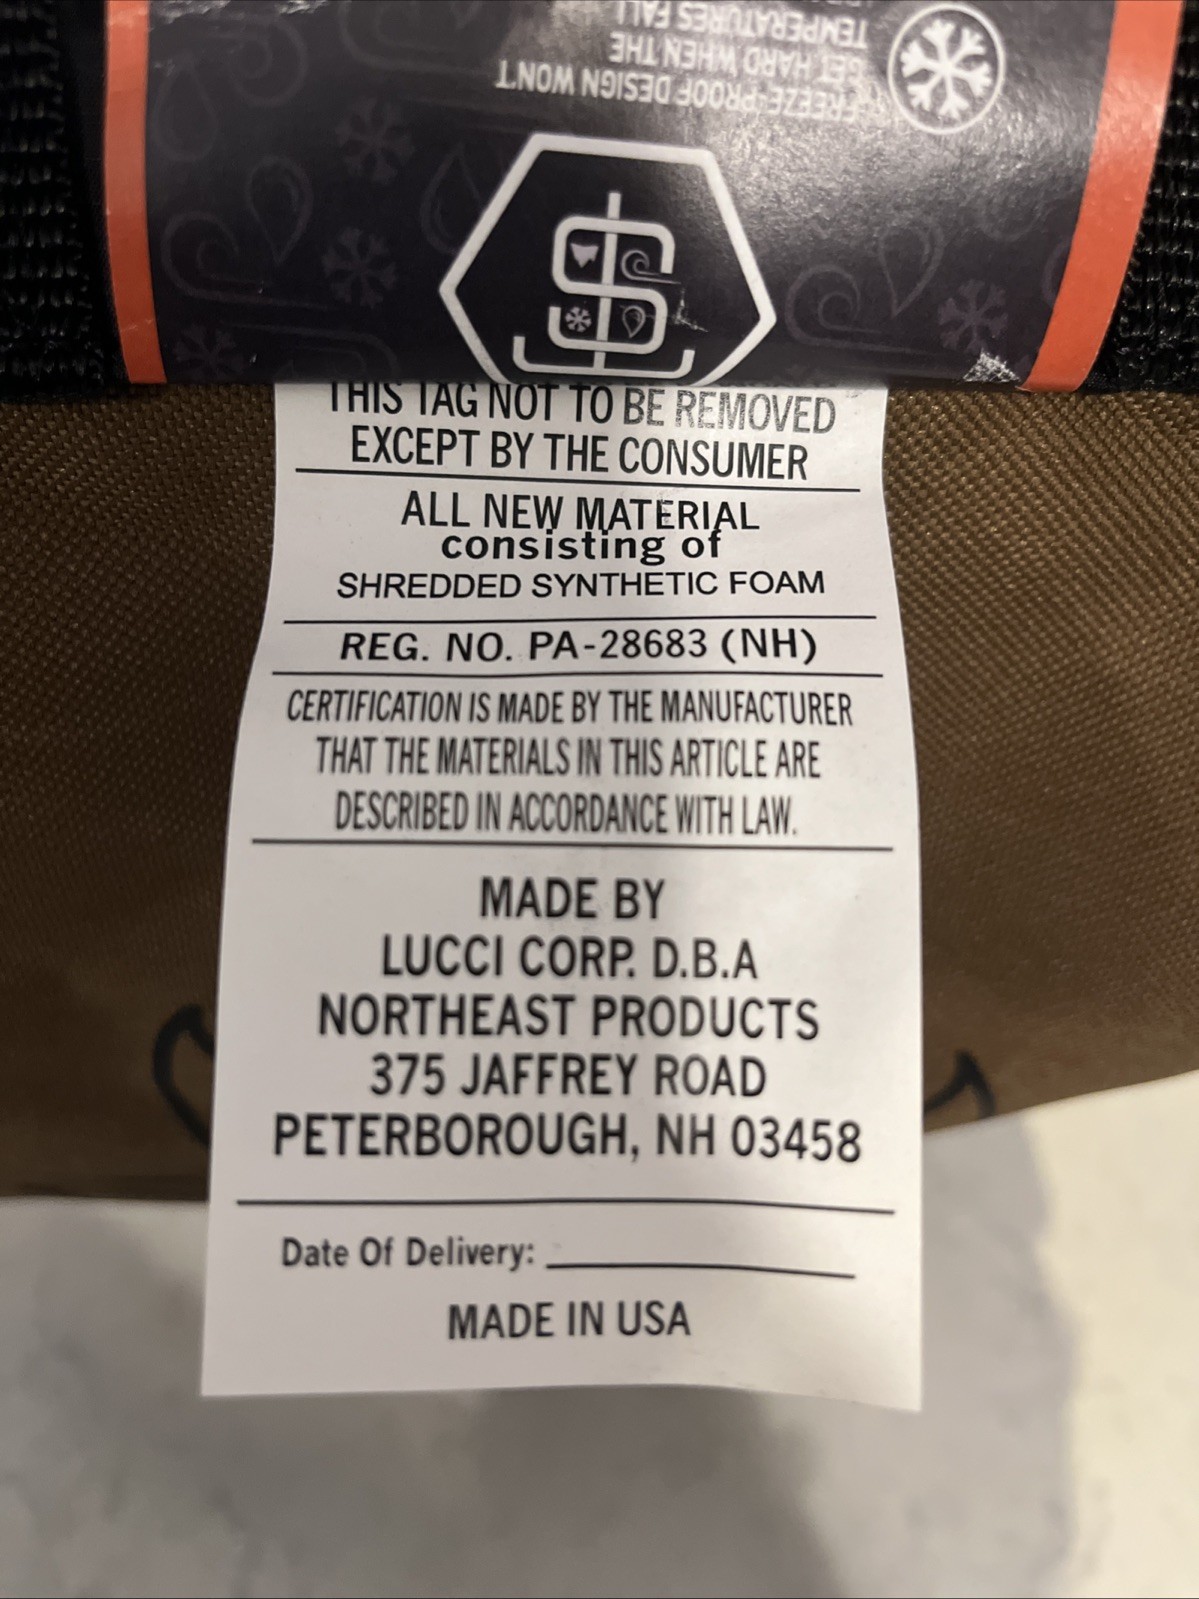 FREEZE-PROOF DESIGN WON'T
GET HARD WHEN THE
TEMPERATURES FALL
THIS TAG NOT TO BE REMOVED
EXCEPT BY THE CONSUMER
ALL NEW MATERIAL
consisting of
SHREDDED SYNTHETIC FOAM
REG. NO. PA-28683 (NH)
CERTIFICATION IS MADE BY THE MANUFACTURER
THAT THE MATERIALS IN THIS ARTICLE ARE
DESCRIBED IN ACCORDANCE WITH LAW.
MADE BY
LUCCI CORP. D.B.A
NORTHEAST PRODUCTS
375 JAFFREY ROAD
PETERBOROUGH, NH 03458
Date Of Delivery:
MADE IN USA